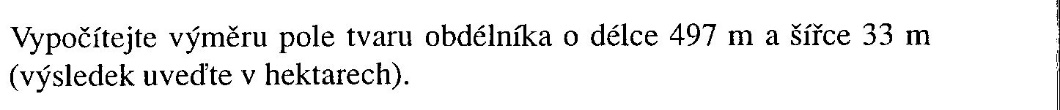 Vypočítejte výměru pole tvaru obdélníka o délce 497 m a šířce 33 m
(výsledek uveďte v hektarech).